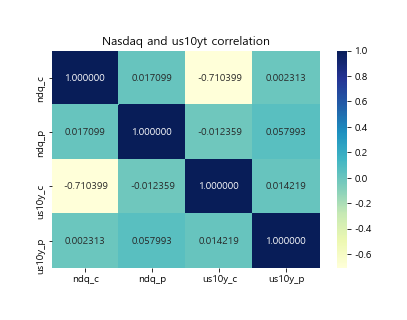 Nasdaq and us10yt correlation
ndq_c 1.000000 0.017099 -0.710399 0.002313
ndq_p 0.017099 1.000000 -0.012359 0.057993
us10y_c -0.710399 -0.012359 1.000000 0.014219
us10y_p 0.002313 0.057993 0.014219 1.000000
ndq_c ndq_p us10y_c us10y_p
1.0
0.8
0.6
0.4
0.2
0.0
-0.2
-0.4
-0.6